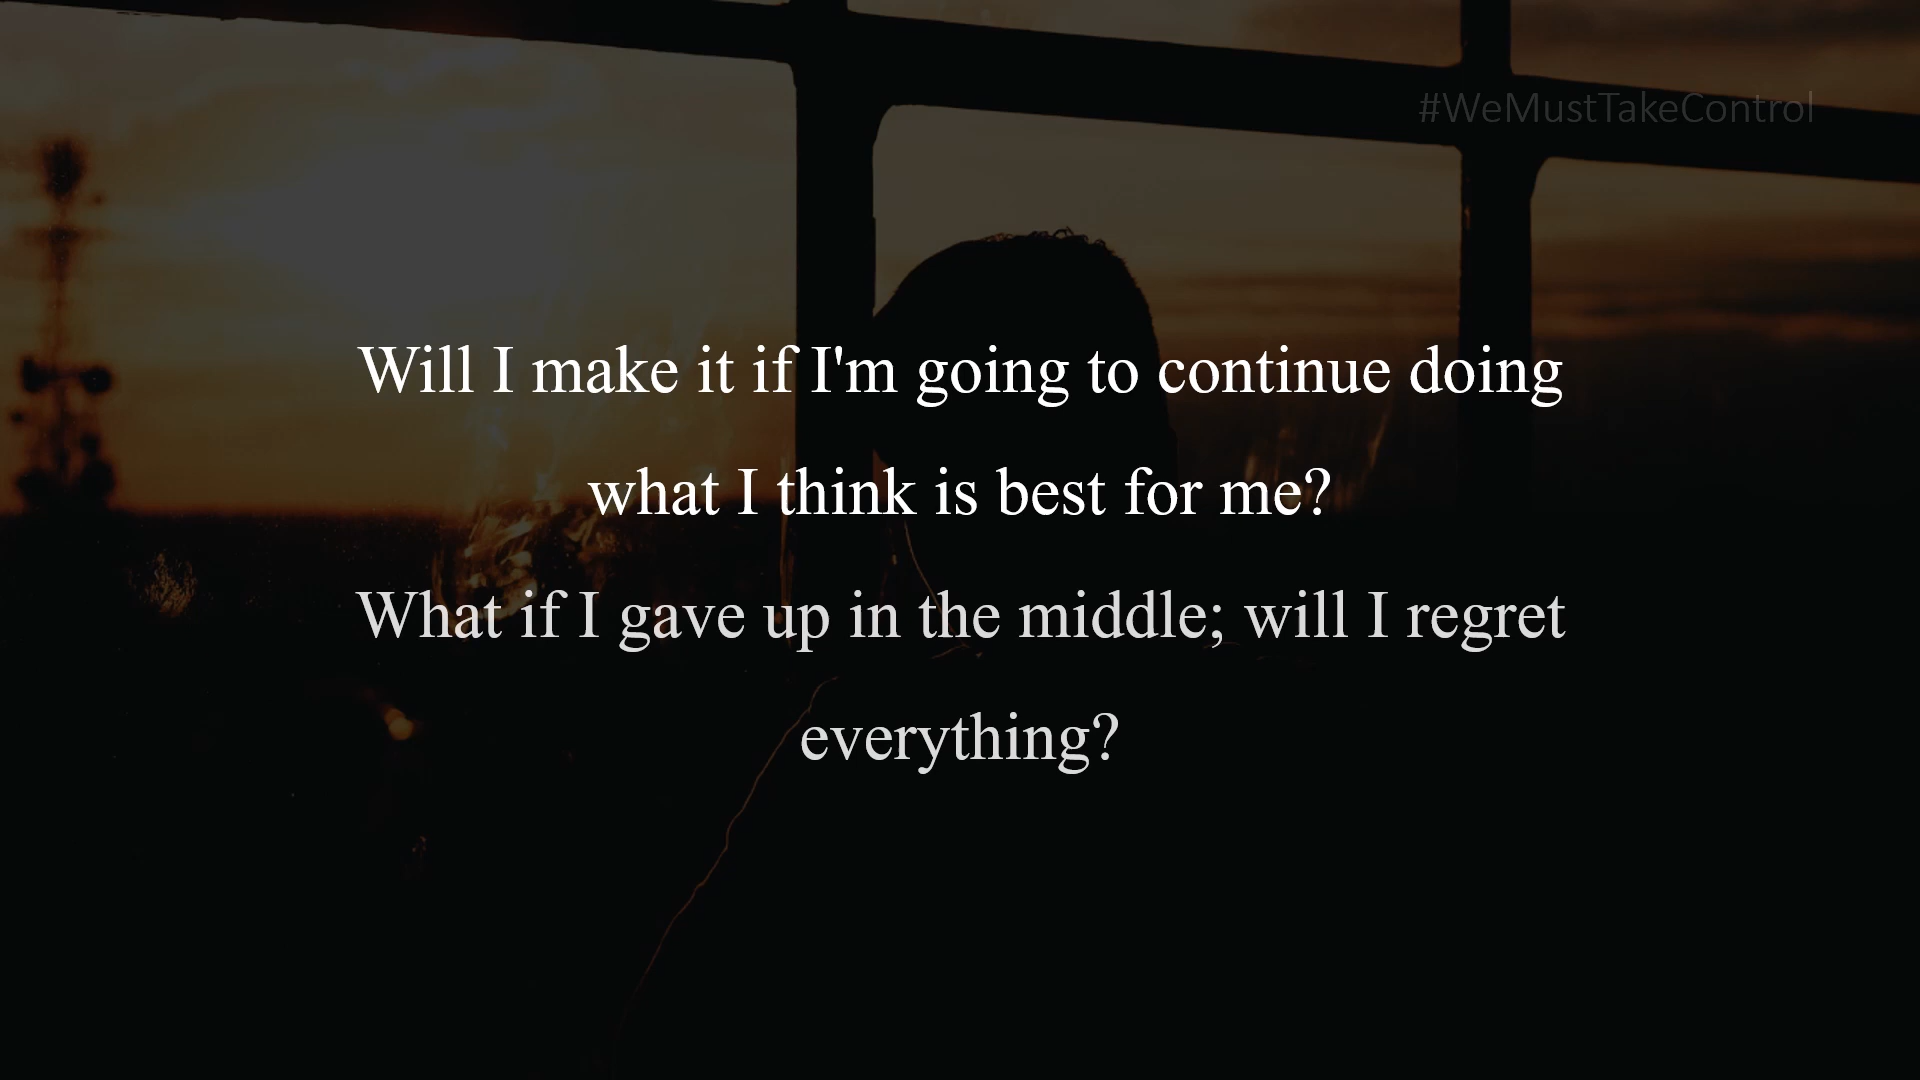 #WeMustTakeControl
Will I make it if I'm going to continue doing
what I think is best for me?
What if I gave up in the middle; will I regret
everything?